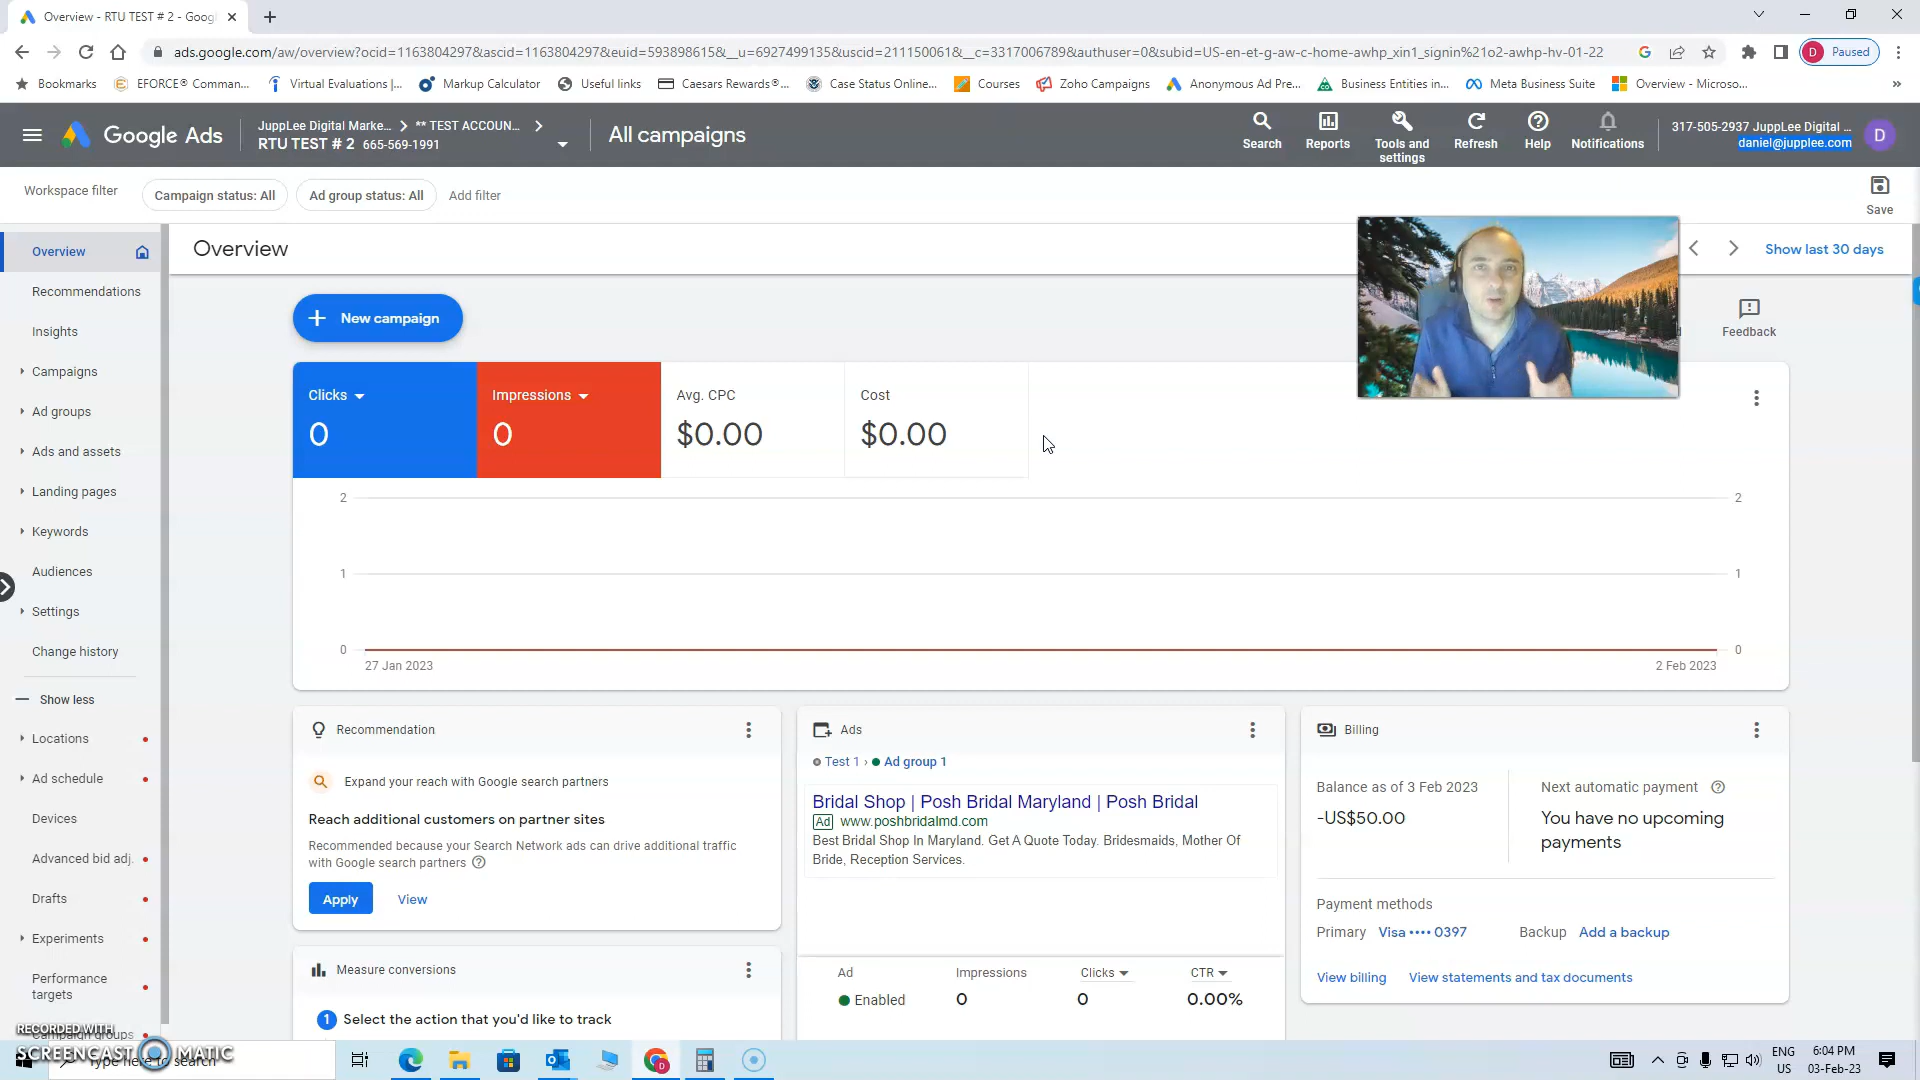 Overview - RTU TEST # 2 - Goog
ads.google.com/aw/overview?ocid=1163804297&ascid=1163804297&euid=593898615&__u=6927499135&uscid=211150061&__c=3317006789&authuser=0&subid=US-en-et-g-aw-c-home-awhp_xin1_signin%21o2-awhp-hv-01-22
D Paused
Bookmarks EFORCE® Comman... Virtual Evaluations |... Markup Calculator Useful links Caesars Rewards®... Case Status Online... Courses Zoho Campaigns Anonymous Ad Pre... Business Entities in... Meta Business Suite Overview - Microso... »
Google Ads
JuppLee Digital Marke... ** TEST ACCOUN...
RTU TEST # 2 665-569-1991
All campaigns
Search
Reports
Tools and
settings
Refresh
Help
Notifications
317-505-2937 JuppLee Digital ...
daniel@jupplee.com
D
Workspace filter
Campaign status: All
Ad group status: All
Add filter
Save
Overview
Recommendations
Insights
Campaigns
Ad groups
Ads and assets
Landing pages
Keywords
Audiences
Settings
Change history
Show less
Locations
Ad schedule
Devices
Advanced bid adj.
Drafts
Experiments
Performance
targets
Campaign groups
Overview
Show last 30 days
New campaign
Feedback
Clicks
0
Impressions
0
Avg. CPC
$0.00
Cost
$0.00
2 2
1 1
0 0
27 Jan 2023 2 Feb 2023
Recommendation
Expand your reach with Google search partners
Reach additional customers on partner sites
Recommended because your Search Network ads can drive additional traffic
with Google search partners
Apply View
Measure conversions
1 Select the action that you'd like to track
Ads
Test 1 › Ad group 1
Bridal Shop | Posh Bridal Maryland | Posh Bridal
Ad www.poshbridalmd.com
Best Bridal Shop In Maryland. Get A Quote Today. Bridesmaids, Mother Of
Bride, Reception Services.
Ad Impressions Clicks CTR
Enabled 0 0 0.00%
Billing
Balance as of 3 Feb 2023
-US$50.00
Next automatic payment
You have no upcoming
payments
Payment methods
Primary Visa •••• 0397 Backup Add a backup
View billing View statements and tax documents
RECORDED WITH
SCREENCAST MATIC
Type here to search
ENG
US
6:04 PM
03-Feb-23